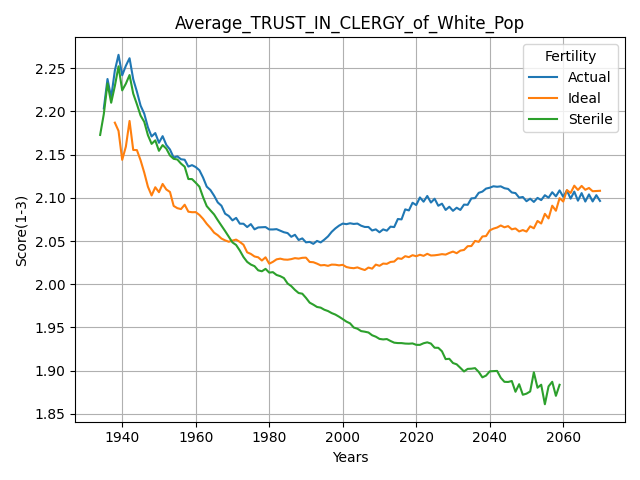 Average_TRUST_IN_CLERGY_of_White_Pop
Fertility
Actual
Ideal
Sterile
Score(1-3)
2.25
2.20
2.15
2.10
2.05
2.00
1.95
1.90
1.85
1940 1960 1980 2000 2020 2040 2060
Years